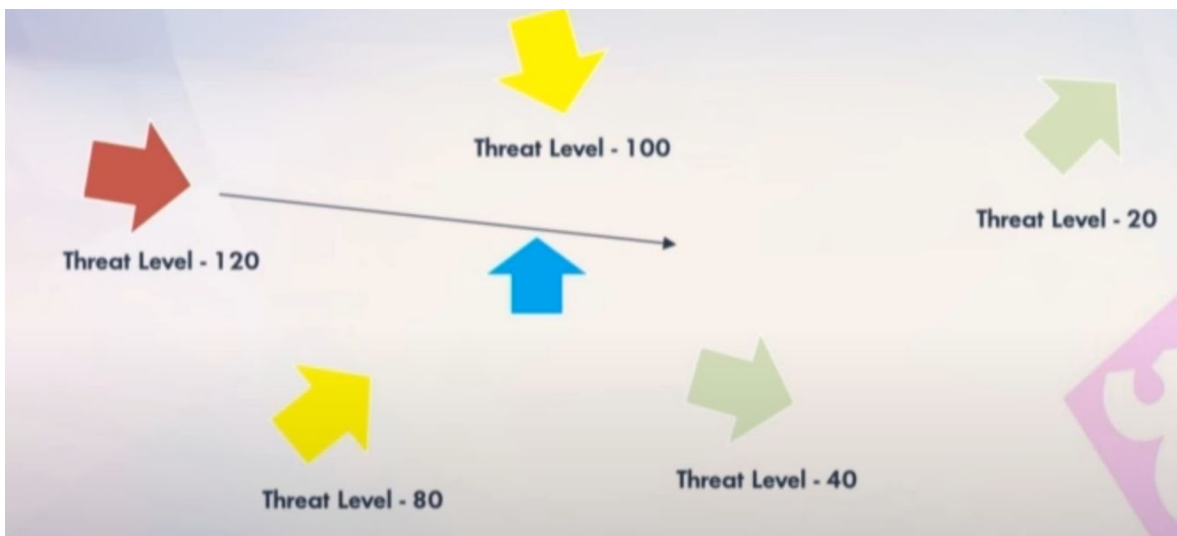 Threat Level - 100
Threat Level - 20
Threat Level - 120
Threat Level - 40
Threat Level - 80